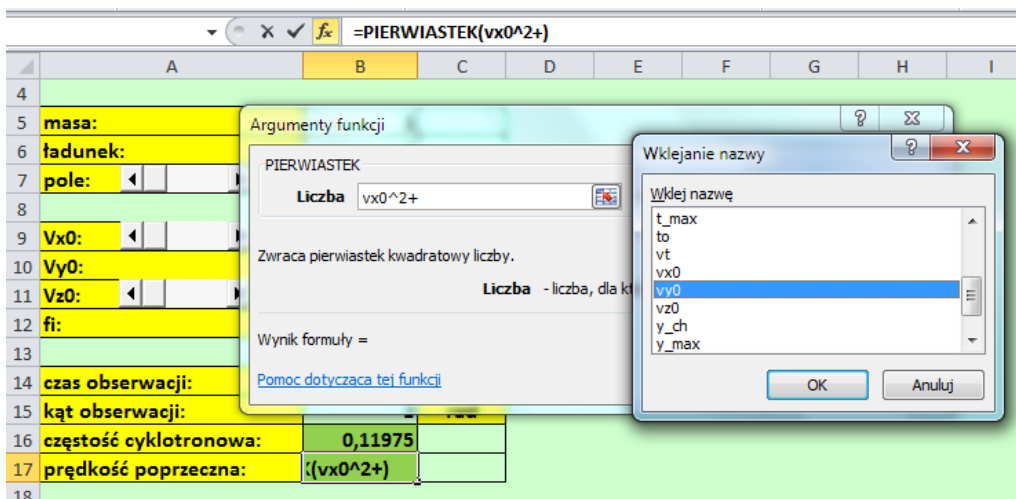 =PIERWIASTEK(vx0^2+)
A B C D E F G H I
4
5 masa:
6 ładunek:
7 pole:
8
9 Vx0:
10 Vy0:
11 Vz0:
12 fi:
13
14 czas obserwacji:
15 kąt obserwacji:
16 częstość cyklotronowa: 0,11975
17 prędkość poprzeczna: (vx0^2+)
18
Argumenty funkcji
PIERWIASTEK
Liczba vx0^2+
Zwraca pierwiastek kwadratowy liczby.
Liczba - liczba, dla
Wynik formuły =
Pomoc dotycząca tej funkcji
Wklejanie nazwy
Wklej nazwę
t_max
to
vt
vx0
vy0
vz0
y_ch
y_max
OK Anuluj